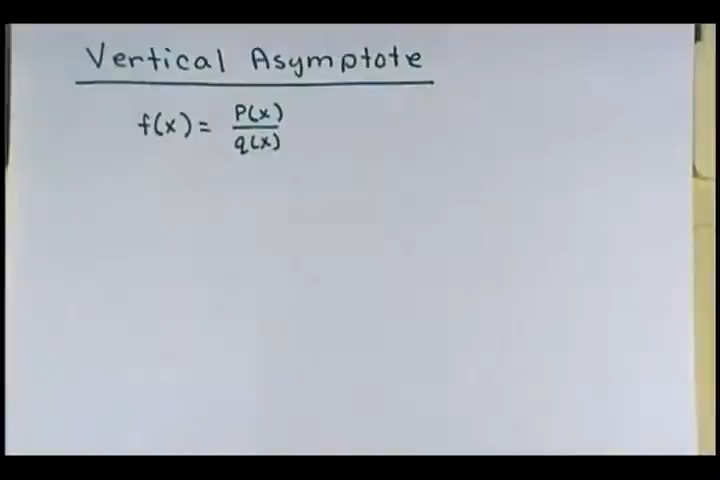 Vertical Asymptote
f(x) = P(x)/q(x)